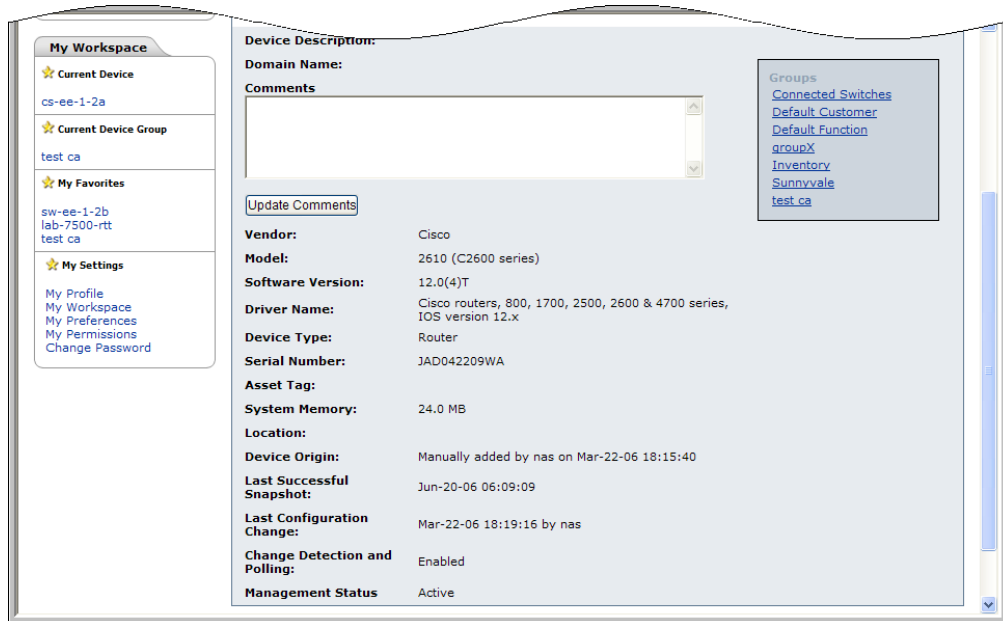 My Workspace
Current Device
cs-ee-1-2a
Current Device Group
test ca
My Favorites
sw-ee-1-2b
lab-7500-rtt
test ca
My Settings
My Profile
My Workspace
My Preferences
My Permissions
Change Password
Device Description:
Domain Name:
Comments
Update Comments
Groups
Connected Switches
Default Customer
Default Function
groupX
Inventory
Sunnyvale
test ca
Vendor: Cisco
Model: 2610 (C2600 series)
Software Version: 12.0(4)T
Driver Name: Cisco routers, 800, 1700, 2500, 2600 & 4700 series,
IOS version 12.x
Device Type: Router
Serial Number: JAD042209WA
Asset Tag:
System Memory: 24.0 MB
Location:
Device Origin: Manually added by nas on Mar-22-06 18:15:40
Last Successful
Snapshot: Jun-20-06 06:09:09
Last Configuration
Change: Mar-22-06 18:19:16 by nas
Change Detection and
Polling: Enabled
Management Status Active